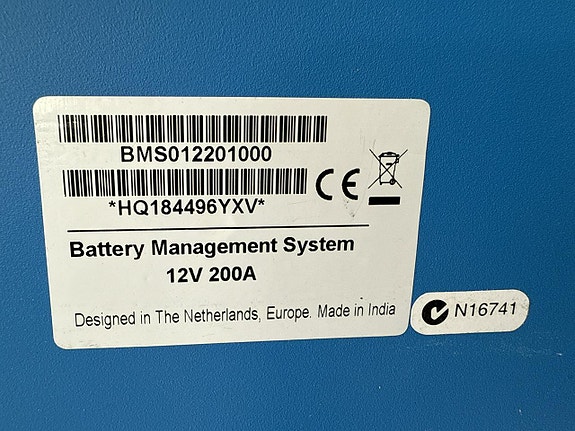 BMS012201000
*HQ184496YXV*
CE
Battery Management System
12V 200A
Designed in The Netherlands, Europe. Made in India
N16741